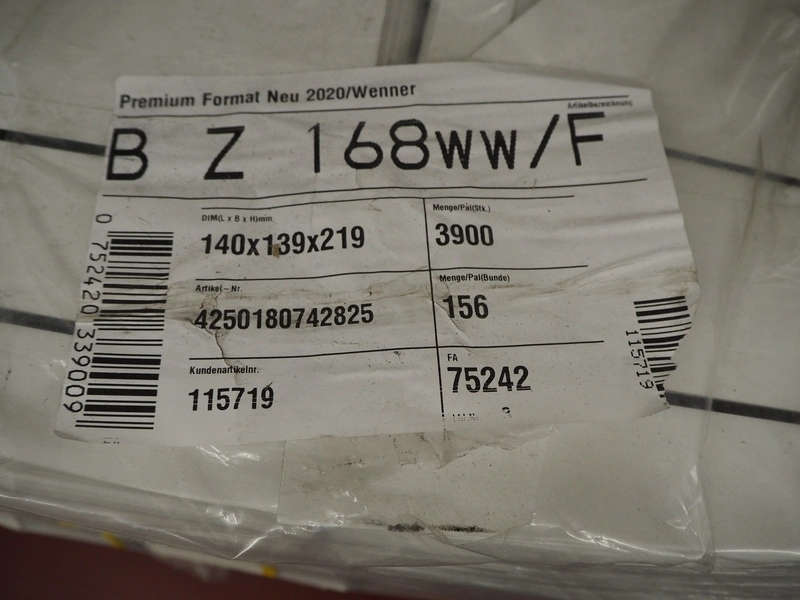 Premium Format Neu 2020/Wenner
Artikelbezeichnung
B Z 168WW/F
DIM(L x B x H)mm
140x139x219
Menge/Pal(Stk.)
3900
Artikel-Nr.
4250180742825
Menge/Pal(Bunde)
156
Kundenartikelnr.
115719
FA
75242
0 752420 339009
115719